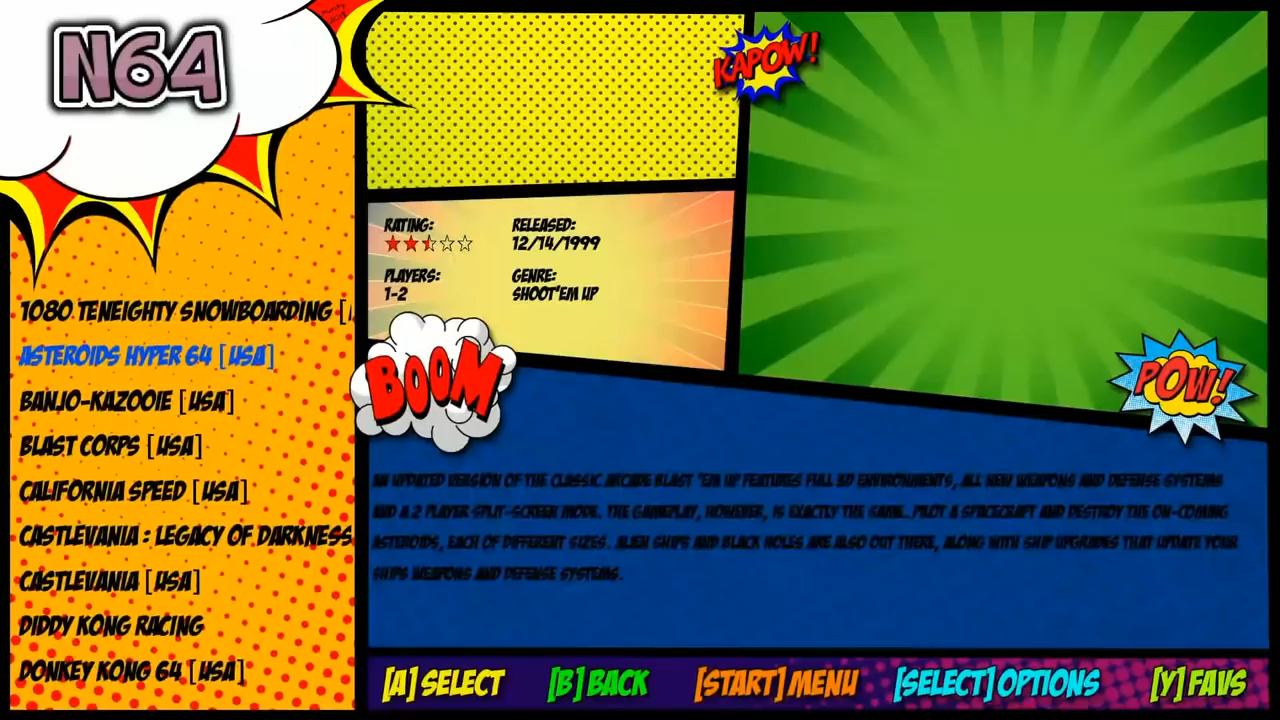 N64
KAPOW!
RATING:
RELEASED:
12/14/1999
PLAYERS:
1-2
GENRE:
SHOOT'EM UP
1080 TENEIGHTY SNOWBOARDING [
ASTEROIDS HYPER 64 [USA]
BANJO-KAZOOIE [USA]
BLAST CORPS [USA]
CALIFORNIA SPEED [USA]
CASTLEVANIA : LEGACY OF DARKNESS
CASTLEVANIA [USA]
DIDDY KONG RACING
DONKEY KONG 64 [USA]
BOOM
POW!
AN UPDATED VERSION OF THE CLASSIC ARCADE BLAST 'EM UP FEATURES FULL 3D ENVIRONMENTS, ALL NEW WEAPONS AND DEFENSE SYSTEMS
AND A 2 PLAYER SPLIT-SCREEN MODE. THE GAMEPLAY, HOWEVER, IS EXACTLY THE SAME. PILOT A SPACECRAFT AND DESTROY THE ON-COMING
ASTEROIDS, EACH OF DIFFERENT SIZES. ALIEN SHIPS AND BLACK HOLES ARE ALSO OUT THERE, ALONG WITH SHIP UPGRADES THAT UPDATE YOUR
SHIPS WEAPONS AND DEFENSE SYSTEMS.
[A] SELECT [B] BACK [START] MENU [SELECT] OPTIONS [Y] FAVS